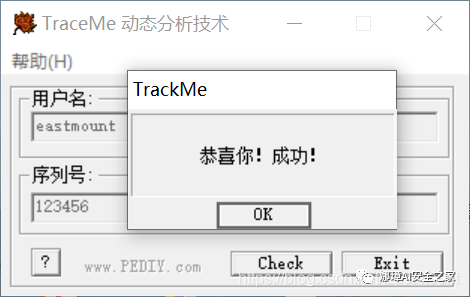 TraceMe 动态分析技术
帮助(H)
TrackMe
用户名:
eastmount
恭喜你!成功!
序列号:
123456
OK
?
www.PEDIY.com
Check
Exit
https://blog.csdn
娜璋AI安全之家